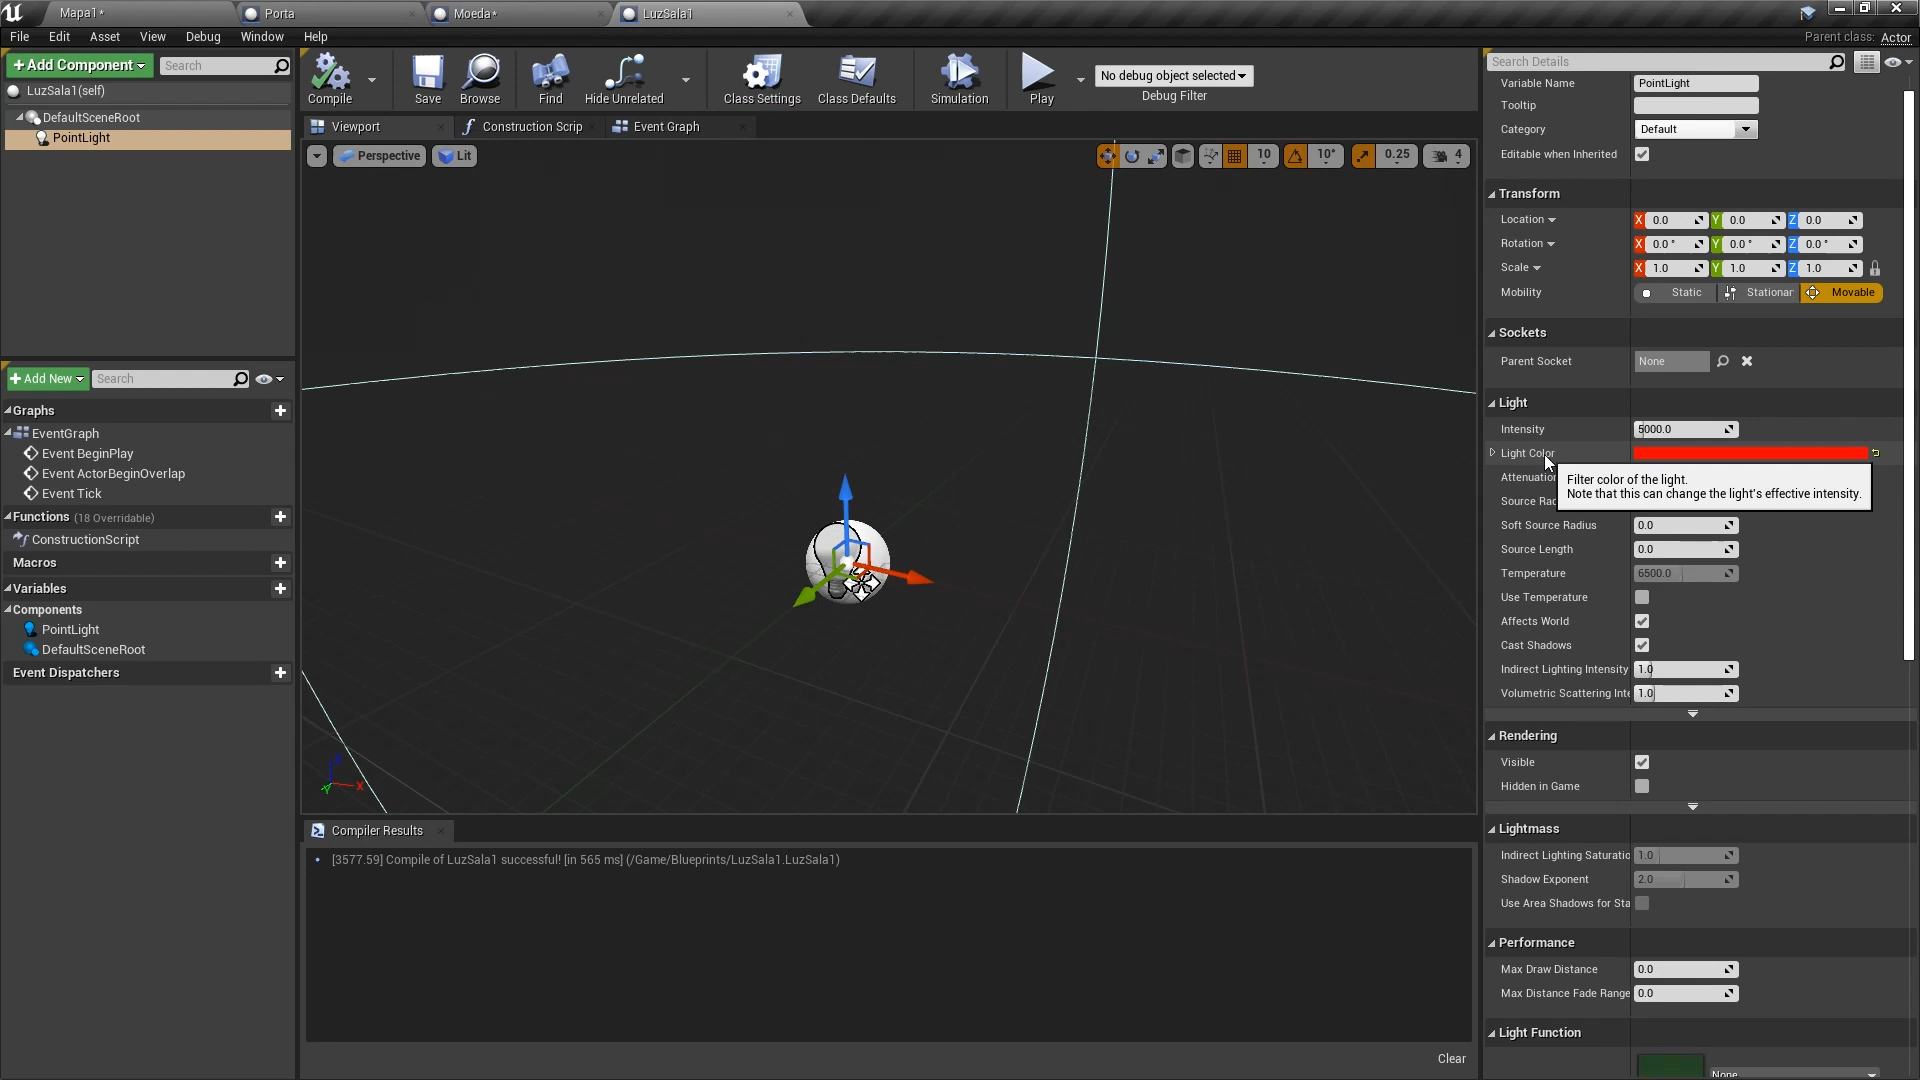 Mapa1*
Porta
Moeda*
LuzSala1
File Edit Asset View Debug Window Help
Parent class: Actor
+ Add Component
Search
LuzSala1(self)
DefaultSceneRoot
PointLight
Compile
Save
Browse
Find
Hide Unrelated
Class Settings
Class Defaults
Simulation
Play
No debug object selected
Debug Filter
Viewport
Construction Scrip
Event Graph
Perspective
Lit
10
10°
0.25
4
+ Add New
Search
Graphs
EventGraph
Event BeginPlay
Event ActorBeginOverlap
Event Tick
Functions (18 Overridable)
ConstructionScript
Macros
Variables
Components
PointLight
DefaultSceneRoot
Event Dispatchers
X
Compiler Results
[3577.59] Compile of LuzSala1 successful! [in 565 ms] (/Game/Blueprints/LuzSala1.LuzSala1)
Clear
Search Details
Variable Name PointLight
Tooltip
Category Default
Editable when Inherited
Transform
Location X 0.0 Y 0.0 Z 0.0
Rotation X 0.0 ° Y 0.0 ° Z 0.0 °
Scale X 1.0 Y 1.0 Z 1.0
Mobility Static Stationar Movable
Sockets
Parent Socket None
Light
Intensity 5000.0
Light Color
Filter color of the light.
Note that this can change the light's effective intensity.
Attenuation
Source Rad
Soft Source Radius 0.0
Source Length 0.0
Temperature 6500.0
Use Temperature
Affects World
Cast Shadows
Indirect Lighting Intensity 1.0
Volumetric Scattering Inte 1.0
Rendering
Visible
Hidden in Game
Lightmass
Indirect Lighting Saturatic 1.0
Shadow Exponent 2.0
Use Area Shadows for Sta
Performance
Max Draw Distance 0.0
Max Distance Fade Range 0.0
Light Function
None